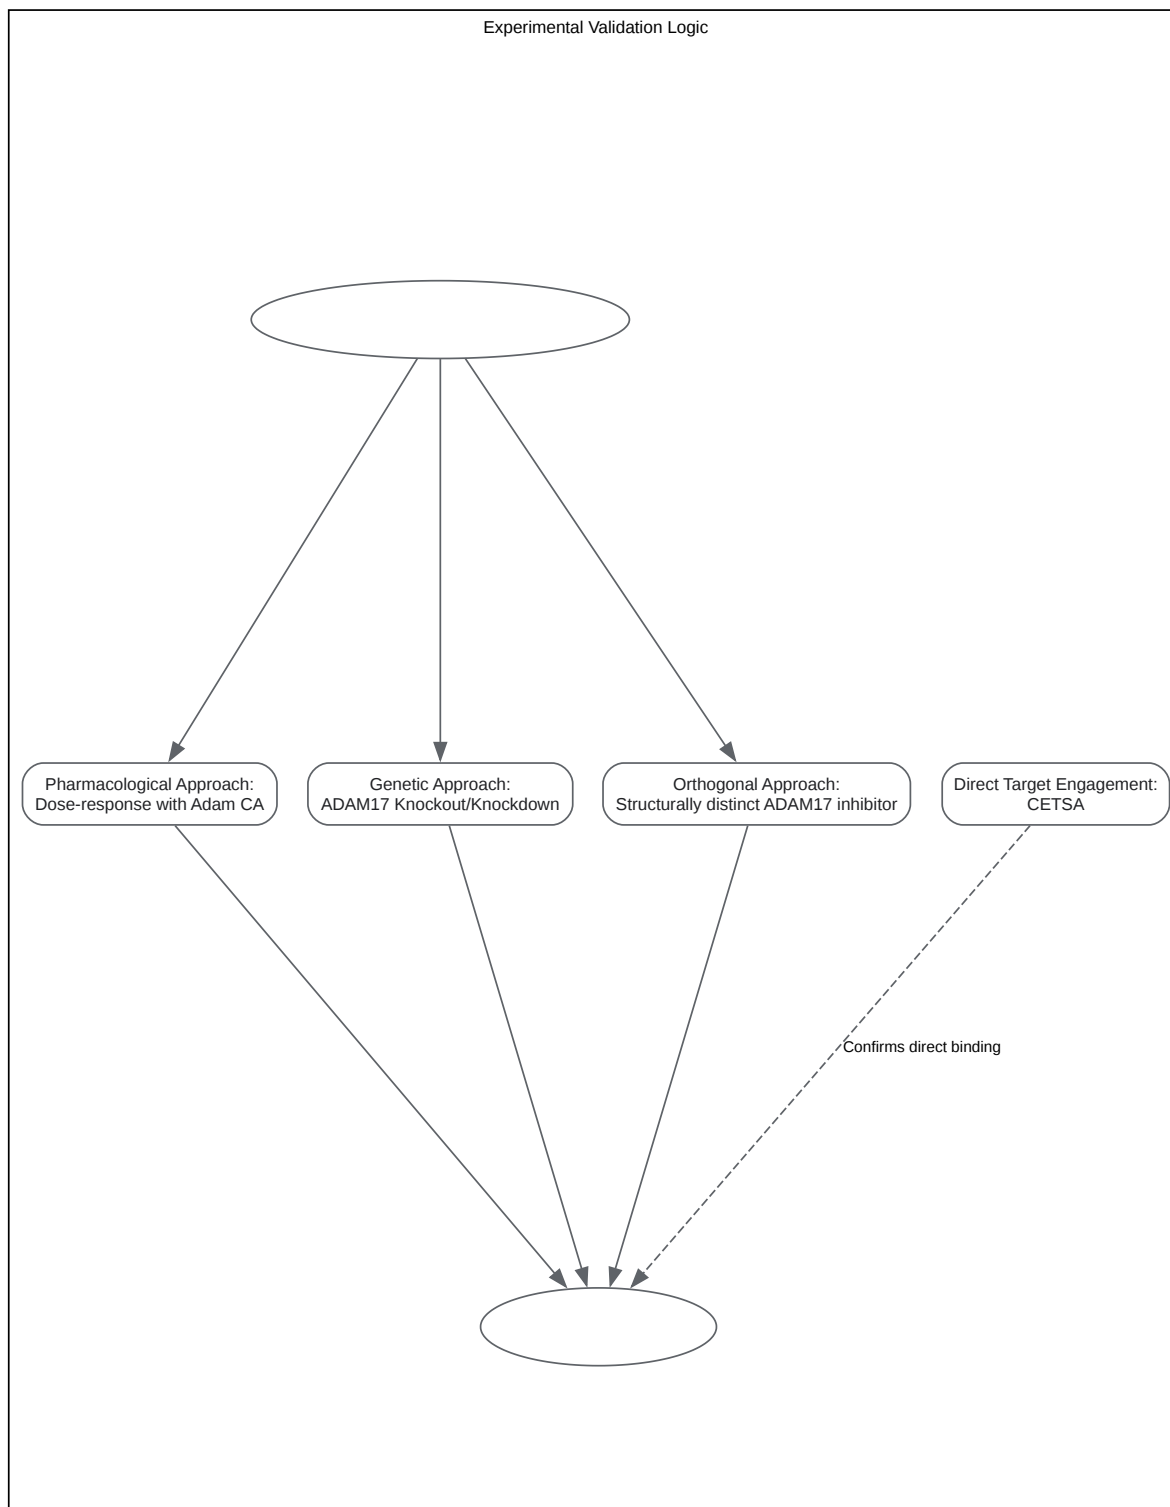 Experimental Validation Logic
Pharmacological Approach:
Dose-response with Adam CA
Genetic Approach:
ADAM17 Knockout/Knockdown
Orthogonal Approach:
Structurally distinct ADAM17 inhibitor
Direct Target Engagement:
CETSA
Confirms direct binding